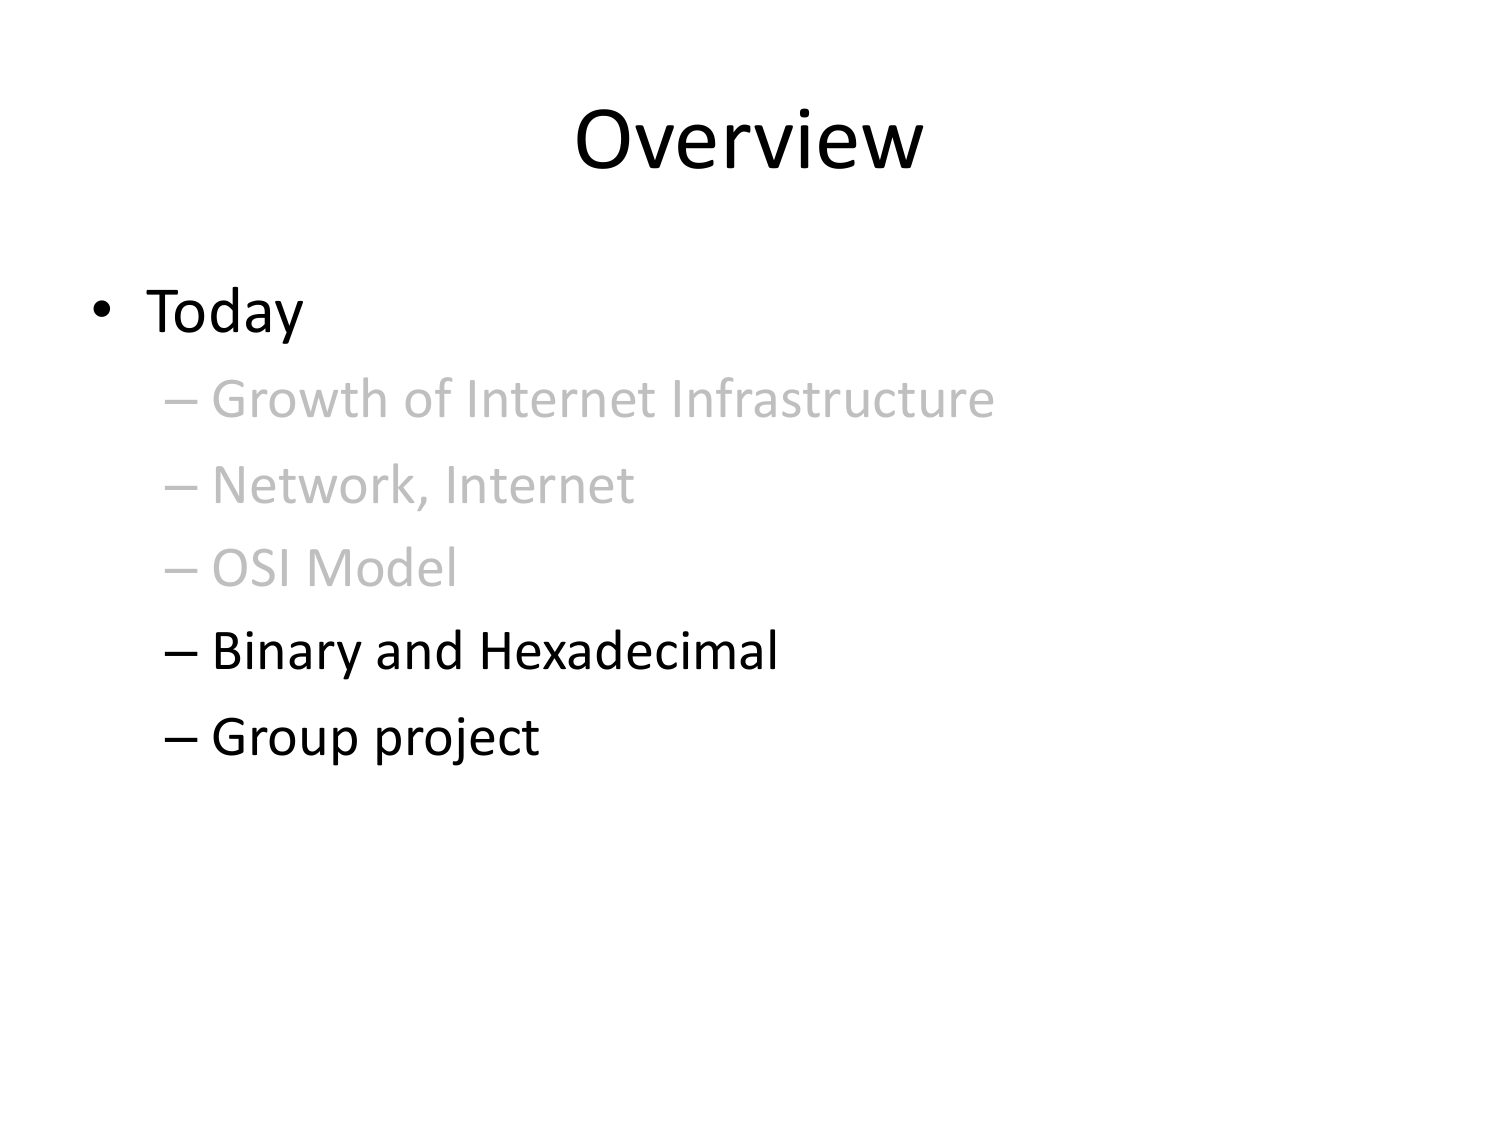 Overview
• Today
– Growth of Internet Infrastructure
– Network, Internet
– OSI Model
– Binary and Hexadecimal
– Group project